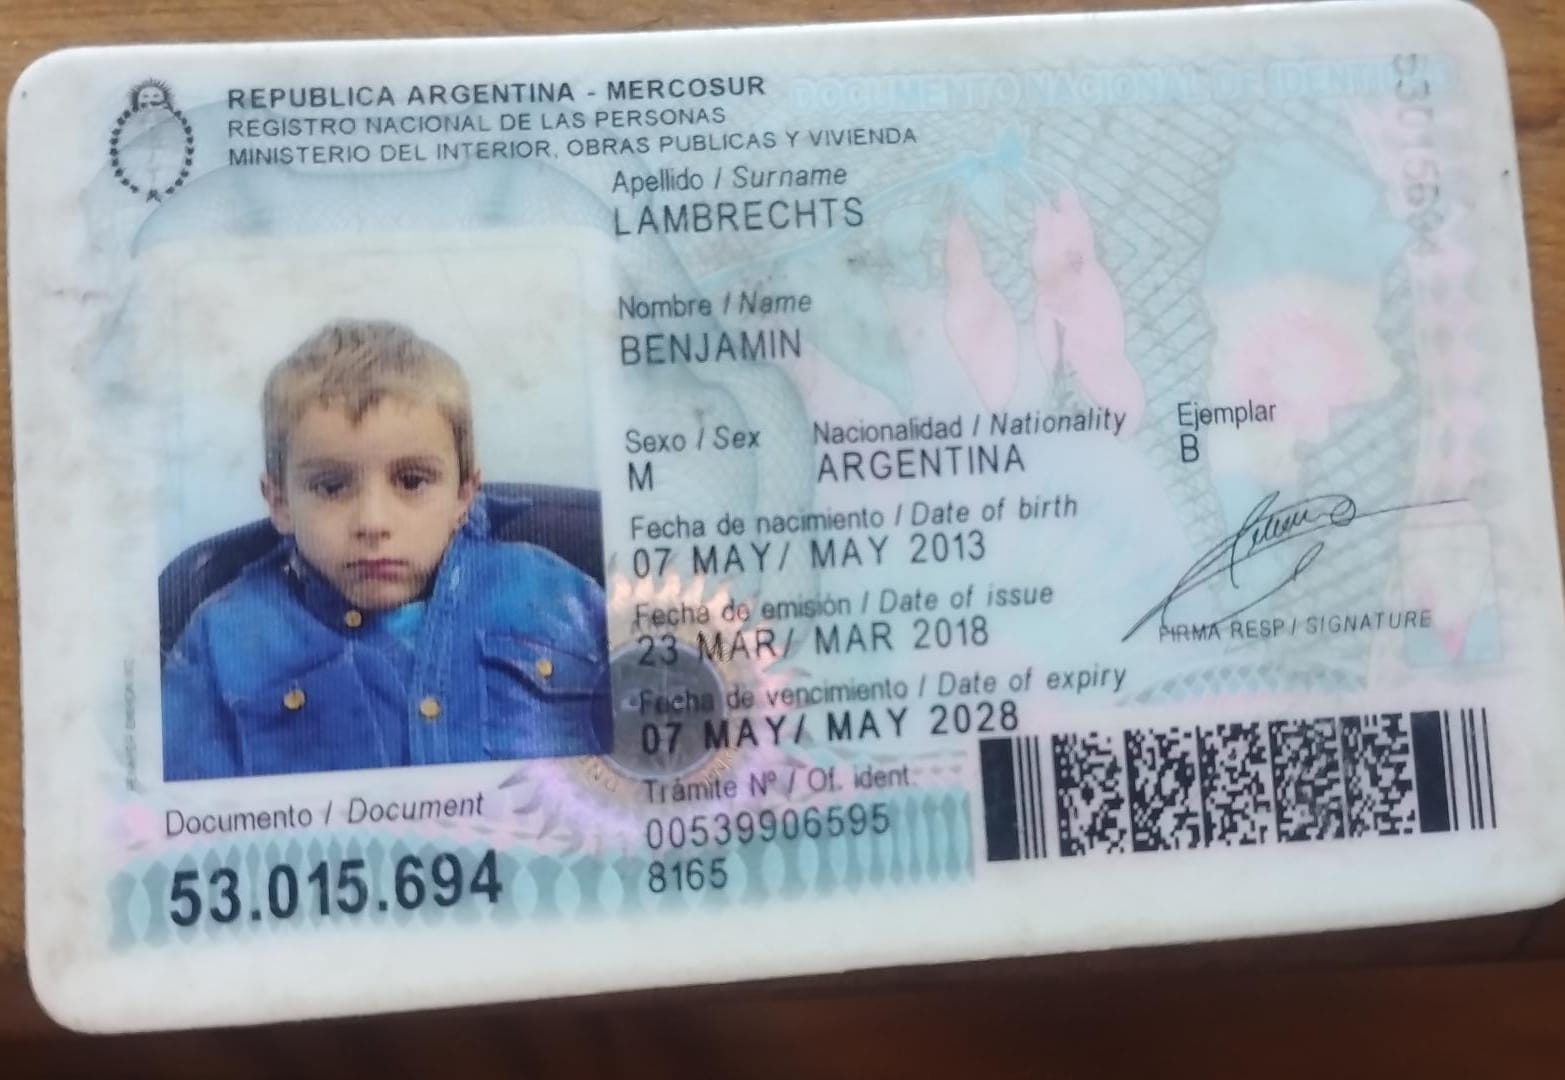 REPUBLICA ARGENTINA - MERCOSUR
REGISTRO NACIONAL DE LAS PERSONAS
MINISTERIO DEL INTERIOR, OBRAS PUBLICAS Y VIVIENDA
DOCUMENTO NACIONAL DE
Apellido / Surname
LAMBRECHTS
Nombre / Name
BENJAMIN
Sexo / Sex
M
Nacionalidad / Nationality
ARGENTINA
Ejemplar
B
Fecha de nacimiento / Date of birth
07 MAY/ MAY 2013
Fecha de emisión / Date of issue
23 MAR/ MAR 2018
Fecha de vencimiento / Date of expiry
07 MAY/ MAY 2028
FIRMA RESP / SIGNATURE
Trámite Nº / Of. ident.
00539906595
8165
Documento / Document
53.015.694